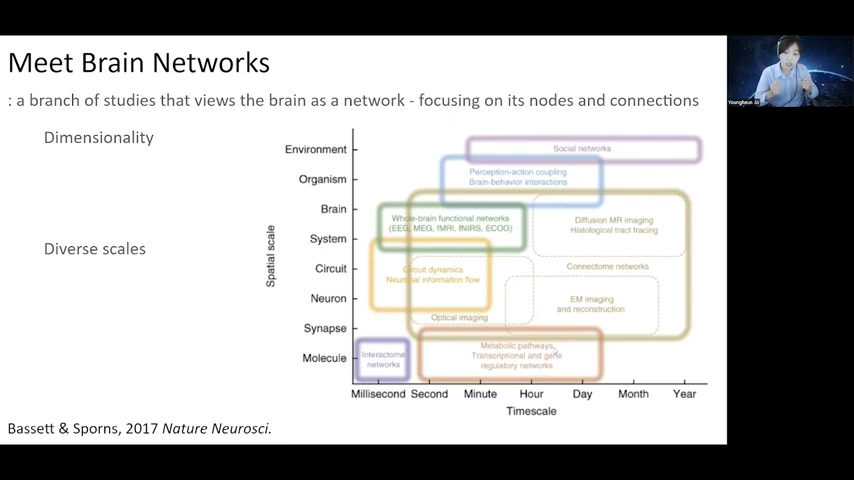 Meet Brain Networks
: a branch of studies that views the brain as a network - focusing on its nodes and connections
Dimensionality
Diverse scales
Spatial scale
Environment
Organism
Brain
System
Circuit
Neuron
Synapse
Molecule
Social networks
Perception-action coupling
Brain-behavior interactions
Whole-brain functional networks
(EEG, MEG, fMRI, fNIRS, ECOG)
Diffusion MR imaging
Histological tract tracing
Circuit dynamics
Neuronal information flow
Connectome networks
EM imaging
and reconstruction
Optical imaging
Interactome
networks
Metabolic pathways,
Transcriptional and gene
regulatory networks
Millisecond Second Minute Hour Day Month Year
Timescale
Bassett & Sporns, 2017 Nature Neurosci.
Youngheun Jo